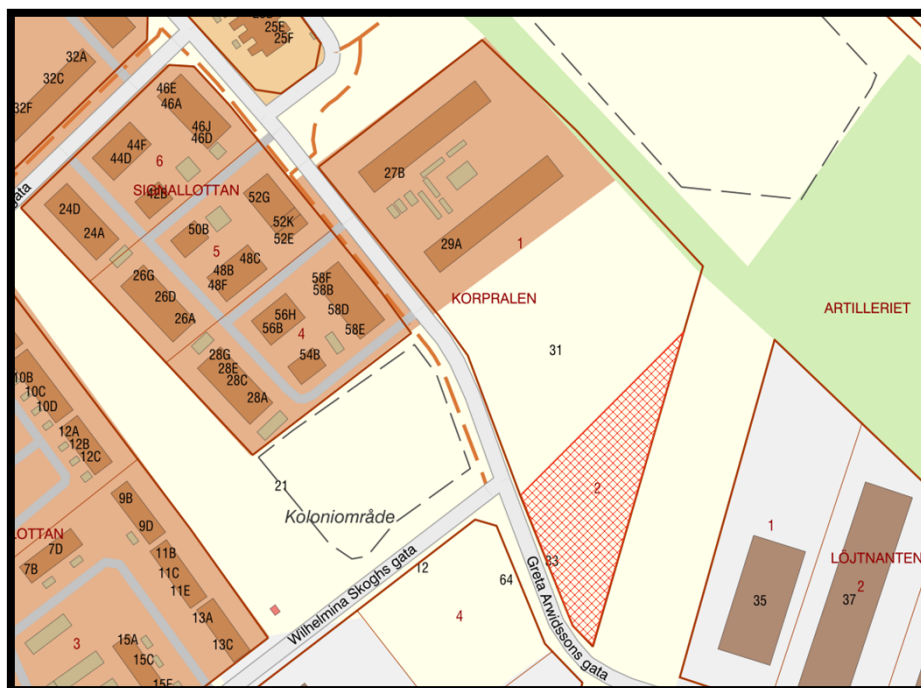 25E
25F
32A
32C
32F
46E
46A
46J
46D
44F
44D
6
42B
SIGNALLOTTAN
gata
24D
24A
52G
52K
52E
50B
5
48C
48B
48F
26G
26D
26A
27B
29A
1
KORPRALEN
31
ARTILLERIET
58F
58B
58D
58E
56H
56B
4
54B
28G
28E
28C
28A
10B
10C
10D
12A
12B
12C
21
Koloniområde
2
9B
9D
LOTTAN
7D
7B
11B
11C
11E
13A
13C
3
15A
15C
15E
Wilhelmina Skoghs gata
12
64
4
33
Greta Arwidssons gata
1
LÖJTNANTEN
2
35
37